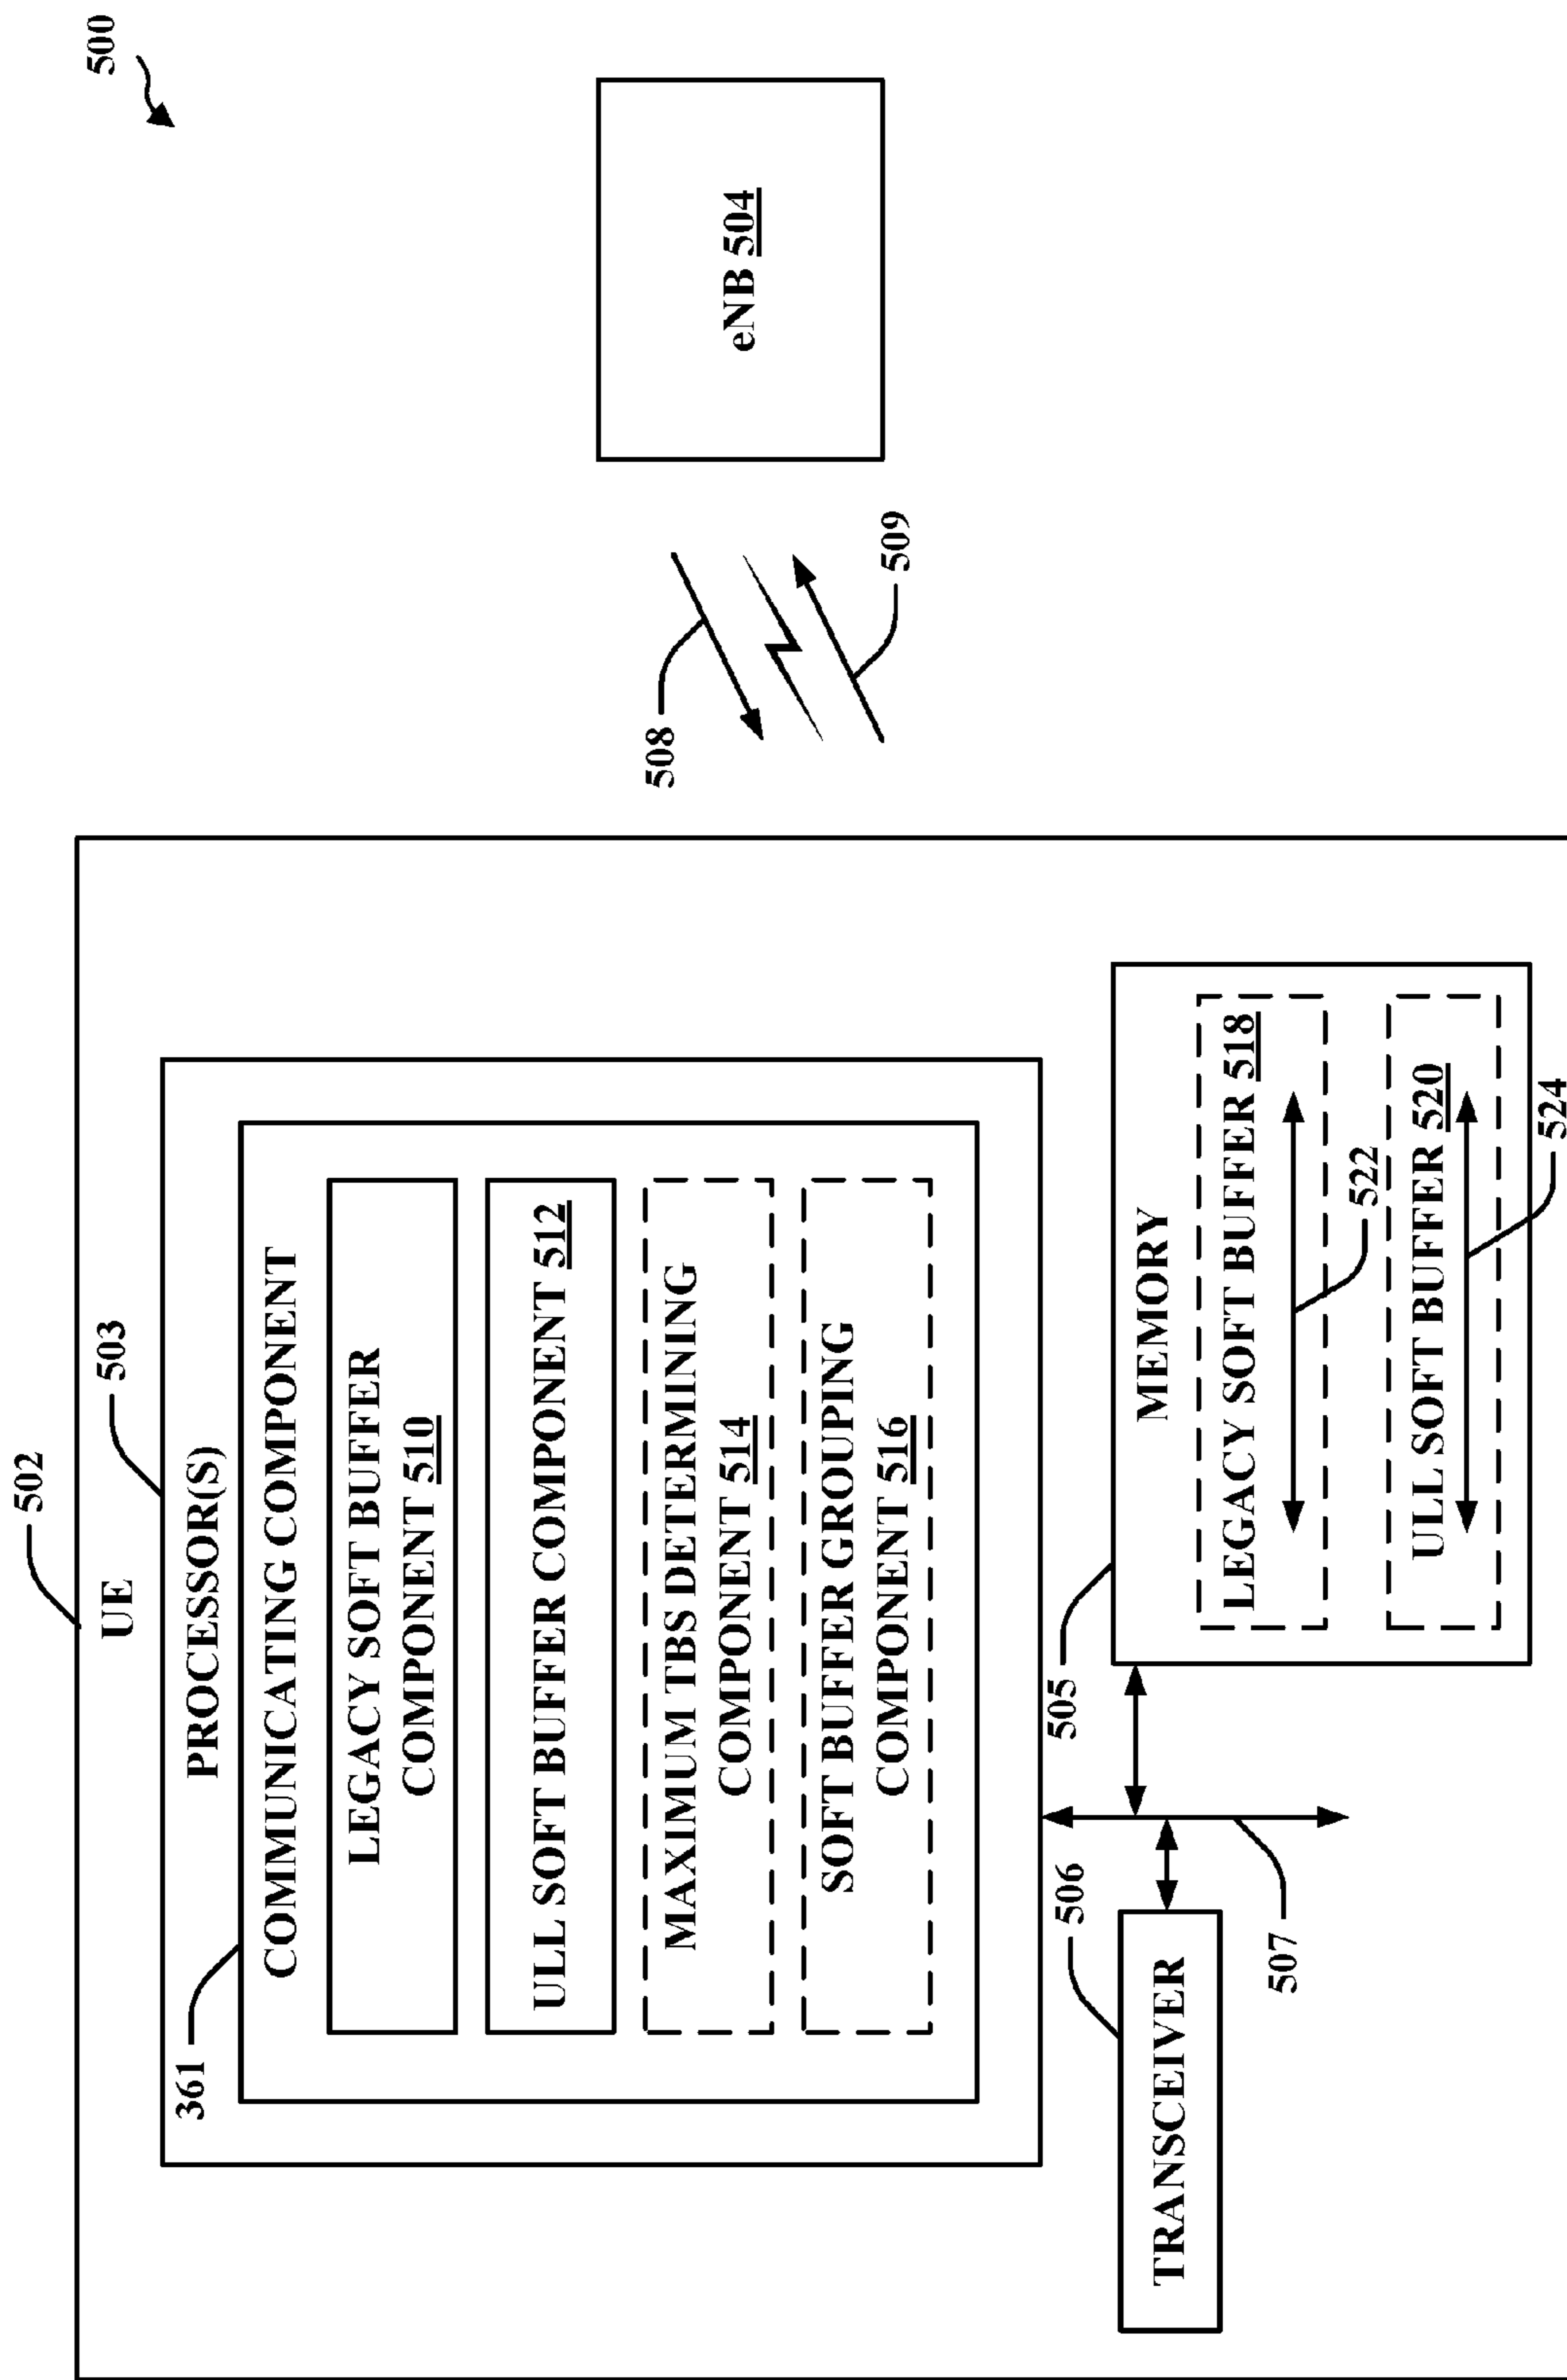 500
502
UE
503
PROCESSOR(S)
361
COMMUNICATING COMPONENT
LEGACY SOFT BUFFER
COMPONENT 510
ULL SOFT BUFFER COMPONENT 512
MAXIMUM TBS DETERMINING
COMPONENT 514
SOFT BUFFER GROUPING
COMPONENT 516
506
TRANSCEIVER
507
505
MEMORY
LEGACY SOFT BUFFER 518
522
ULL SOFT BUFFER 520
524
508
509
eNB 504